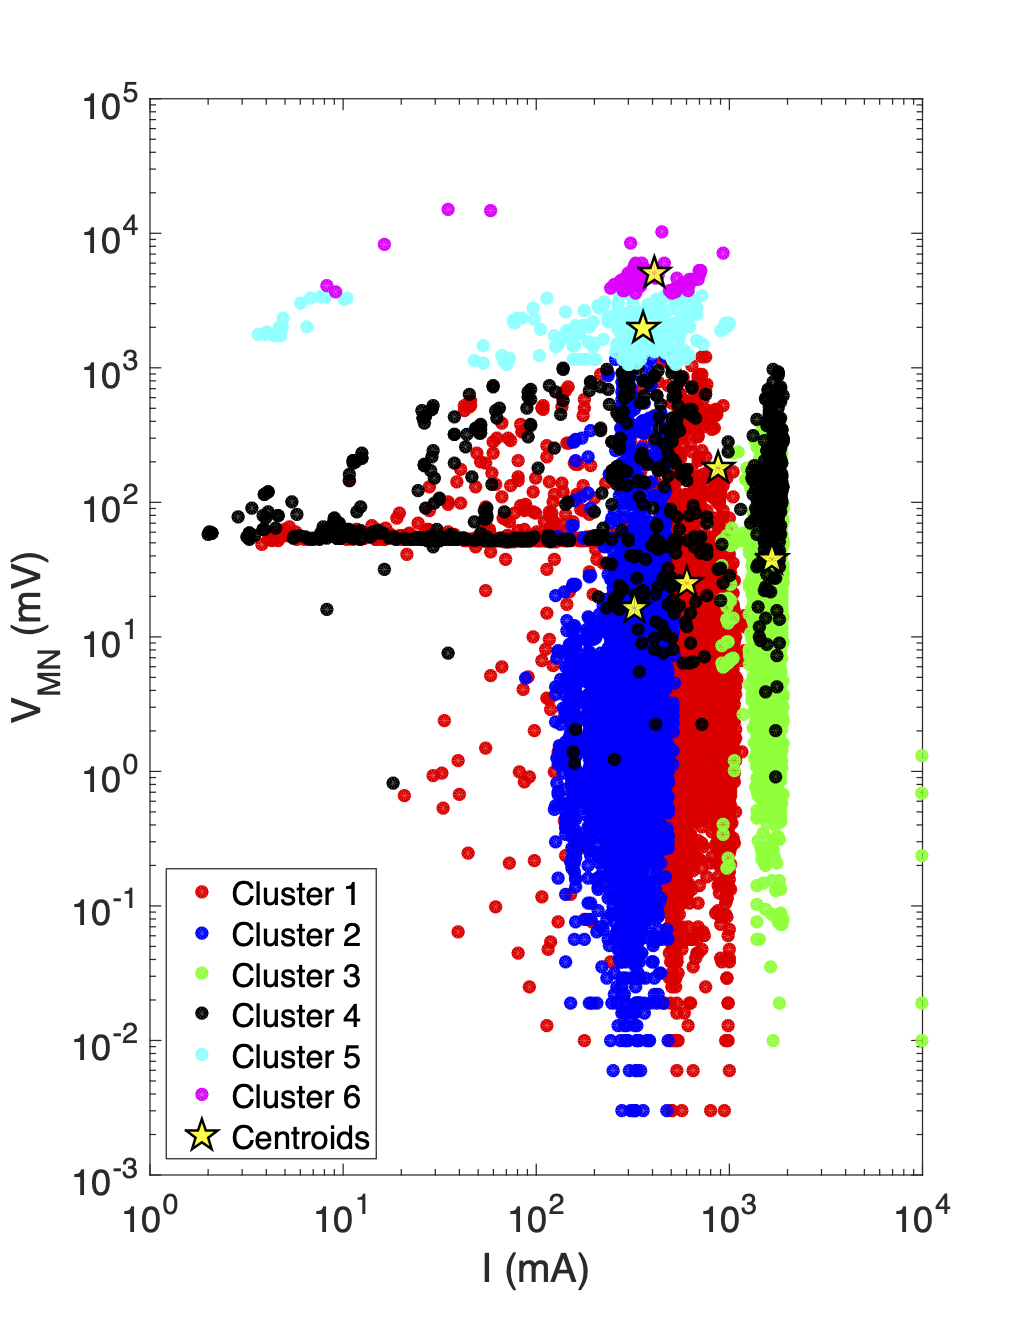 10^5
10^4
10^3
10^2
10^1
10^0
10^-1
10^-2
10^-3
V_MN (mV)
Cluster 1
Cluster 2
Cluster 3
Cluster 4
Cluster 5
Cluster 6
Centroids
10^0 10^1 10^2 10^3 10^4
I (mA)